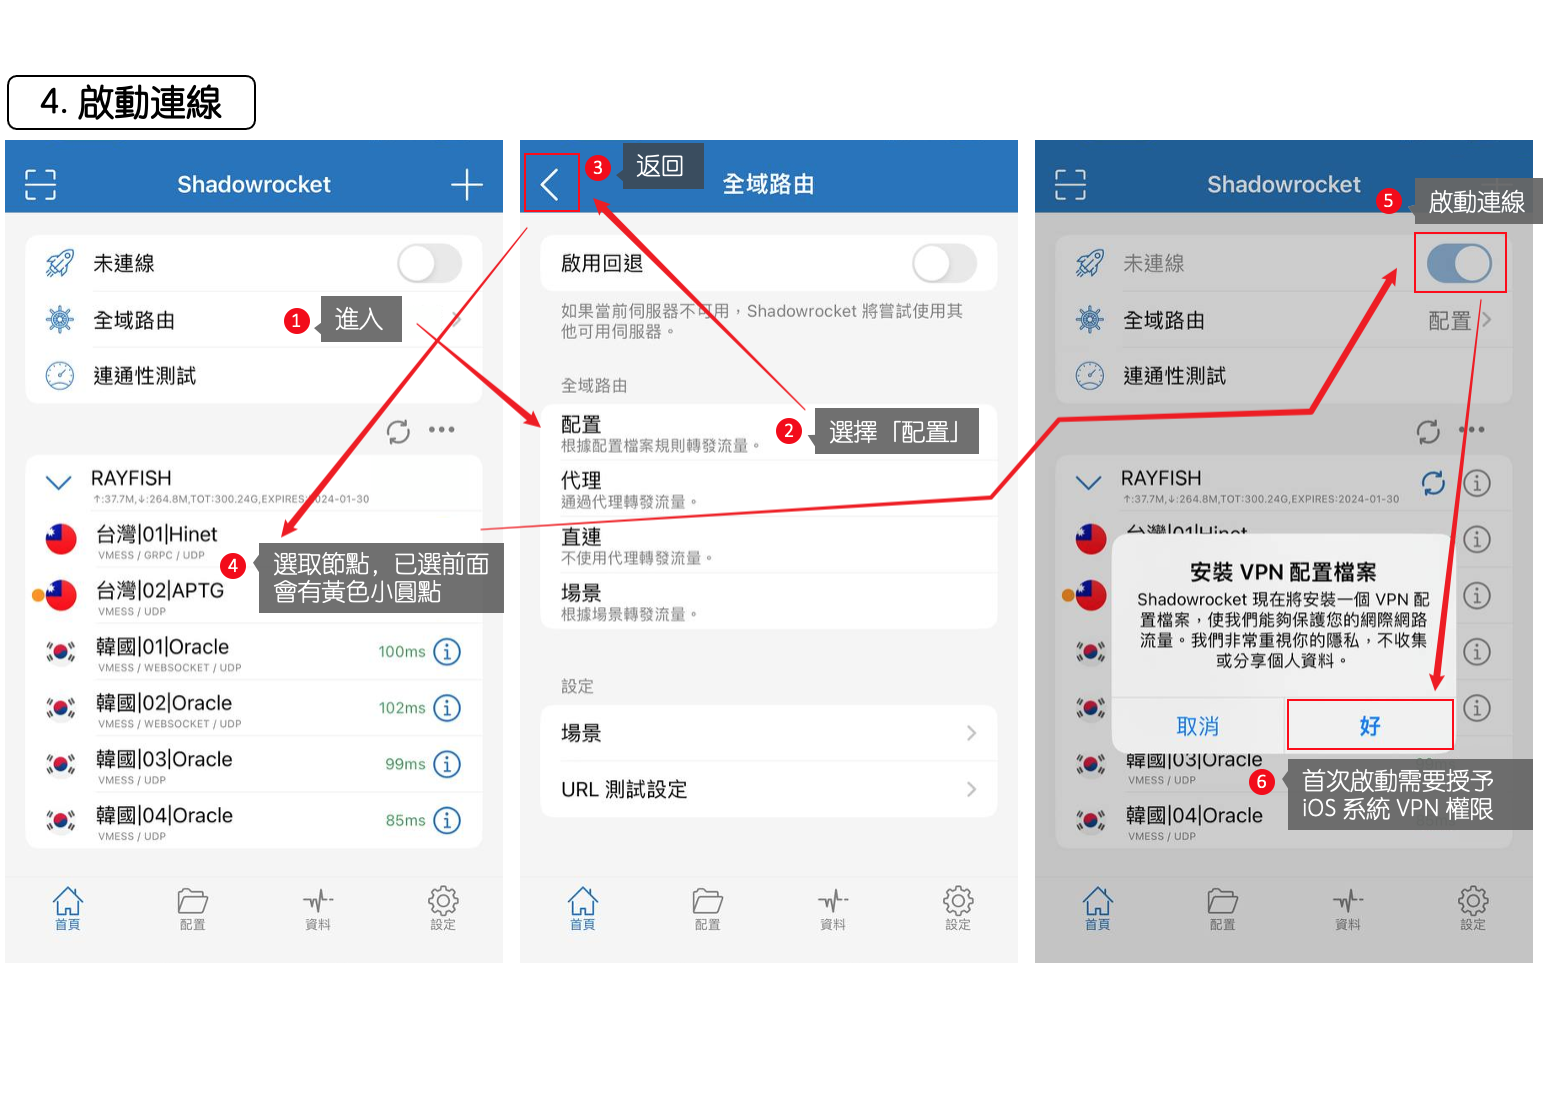 4. 啟動連線
Shadowrocket
未連線
全域路由
1
進入
連通性測試
RAYFISH
↑:37.7M,↓:264.8M,TOT:300.24G,EXPIRES:2024-01-30
台灣|01|Hinet
VMESS / GRPC / UDP
4
選取節點，已選前面
會有黃色小圓點
台灣|02|APTG
VMESS / UDP
韓國|01|Oracle
VMESS / WEBSOCKET / UDP
100ms
韓國|02|Oracle
VMESS / WEBSOCKET / UDP
102ms
韓國|03|Oracle
VMESS / UDP
99ms
韓國|04|Oracle
VMESS / UDP
85ms
首頁
配置
資料
設定
3
返回
全域路由
啟用回退
如果當前伺服器不可用，Shadowrocket 將嘗試使用其
他可用伺服器。
全域路由
配置
根據配置檔案規則轉發流量。
2
選擇「配置」
代理
通過代理轉發流量。
直連
不使用代理轉發流量。
場景
根據場景轉發流量。
設定
場景
URL 測試設定
首頁
配置
資料
設定
Shadowrocket
5
啟動連線
未連線
全域路由
配置
連通性測試
RAYFISH
↑:37.7M,↓:264.8M,TOT:300.24G,EXPIRES:2024-01-30
台灣|01|Hinet
安裝 VPN 配置檔案
Shadowrocket 現在將安裝一個 VPN 配
置檔案，使我們能夠保護您的網際網路
流量。我們非常重視你的隱私，不收集
或分享個人資料。
取消
好
韓國|03|Oracle
VMESS / UDP
6
首次啟動需要授予
iOS 系統 VPN 權限
韓國|04|Oracle
VMESS / UDP
首頁
配置
資料
設定